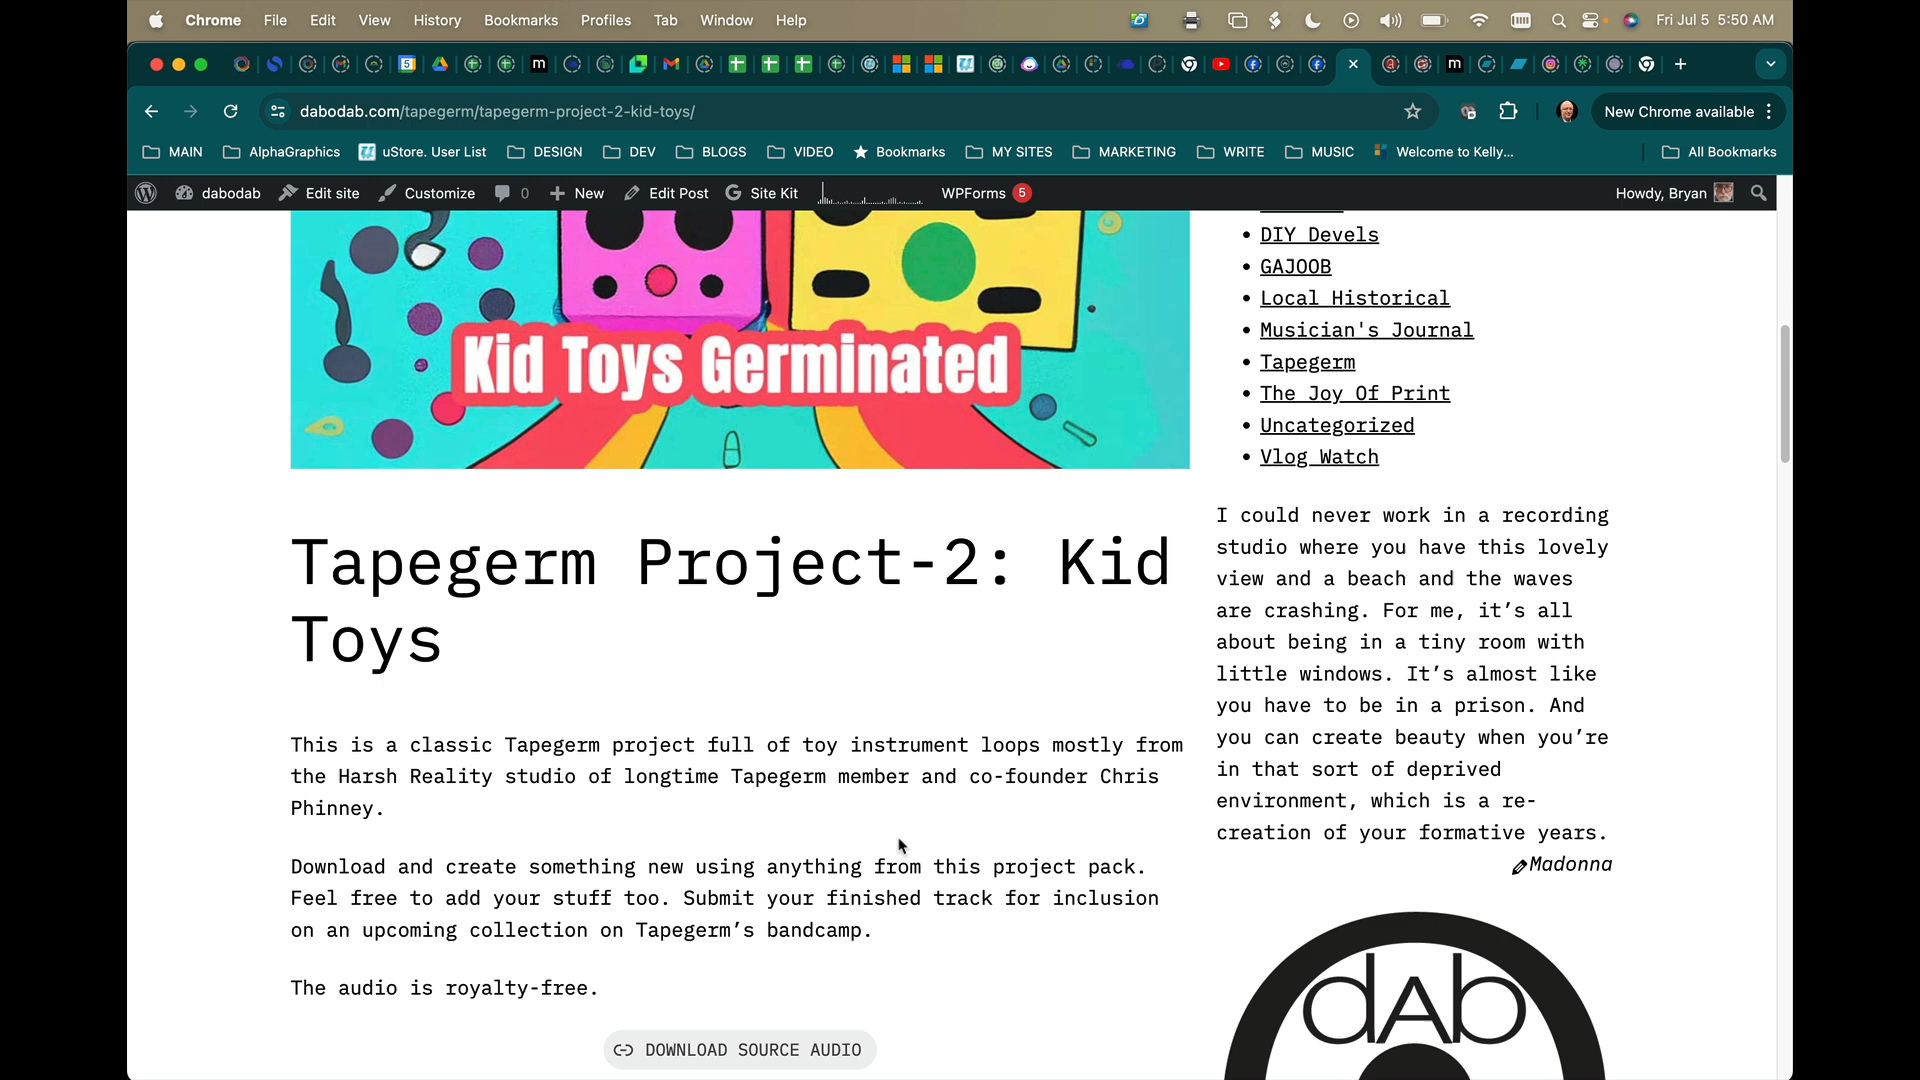 Chrome File Edit View History Bookmarks Profiles Tab Window Help Fri Jul 5 5:50 AM
dabodab.com/tapegerm/tapegerm-project-2-kid-toys/ New Chrome available
MAIN AlphaGraphics uStore. User List DESIGN DEV BLOGS VIDEO Bookmarks MY SITES MARKETING WRITE MUSIC Welcome to Kelly... All Bookmarks
dabodab Edit site Customize 0 New Edit Post Site Kit WPForms 5 Howdy, Bryan
Kid Toys Germinated
Tapegerm Project-2: Kid
Toys
This is a classic Tapegerm project full of toy instrument loops mostly from
the Harsh Reality studio of longtime Tapegerm member and co-founder Chris
Phinney.
Download and create something new using anything from this project pack.
Feel free to add your stuff too. Submit your finished track for inclusion
on an upcoming collection on Tapegerm’s bandcamp.
The audio is royalty-free.
DOWNLOAD SOURCE AUDIO
DIY Devels
GAJOOB
Local Historical
Musician's Journal
Tapegerm
The Joy Of Print
Uncategorized
Vlog Watch
I could never work in a recording
studio where you have this lovely
view and a beach and the waves
are crashing. For me, it’s all
about being in a tiny room with
little windows. It’s almost like
you have to be in a prison. And
you can create beauty when you’re
in that sort of deprived
environment, which is a re-
creation of your formative years.
Madonna
dAb